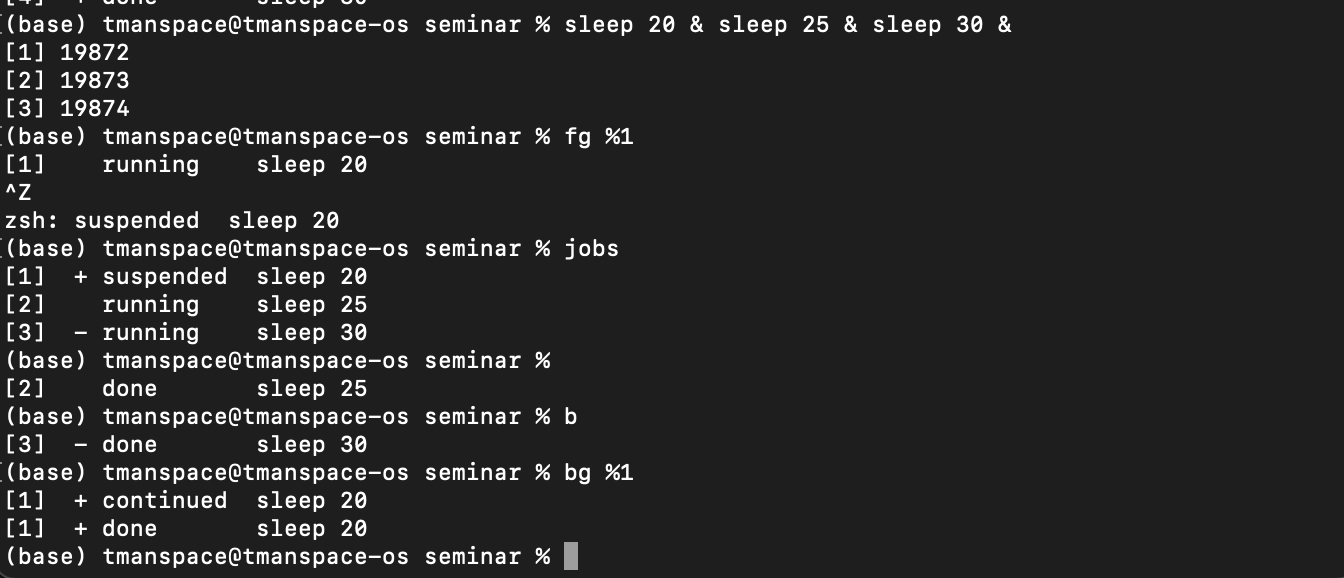 [4]  + done       sleep 30
(base) tmanspace@tmanspace-os seminar % sleep 20 & sleep 25 & sleep 30 &
[1] 19872
[2] 19873
[3] 19874
(base) tmanspace@tmanspace-os seminar % fg %1
[1]    running    sleep 20
^Z
zsh: suspended  sleep 20
(base) tmanspace@tmanspace-os seminar % jobs
[1]  + suspended  sleep 20
[2]    running    sleep 25
[3]  - running    sleep 30
(base) tmanspace@tmanspace-os seminar %
[2]    done       sleep 25
(base) tmanspace@tmanspace-os seminar % b
[3]  - done       sleep 30
(base) tmanspace@tmanspace-os seminar % bg %1
[1]  + continued  sleep 20
[1]  + done       sleep 20
(base) tmanspace@tmanspace-os seminar %